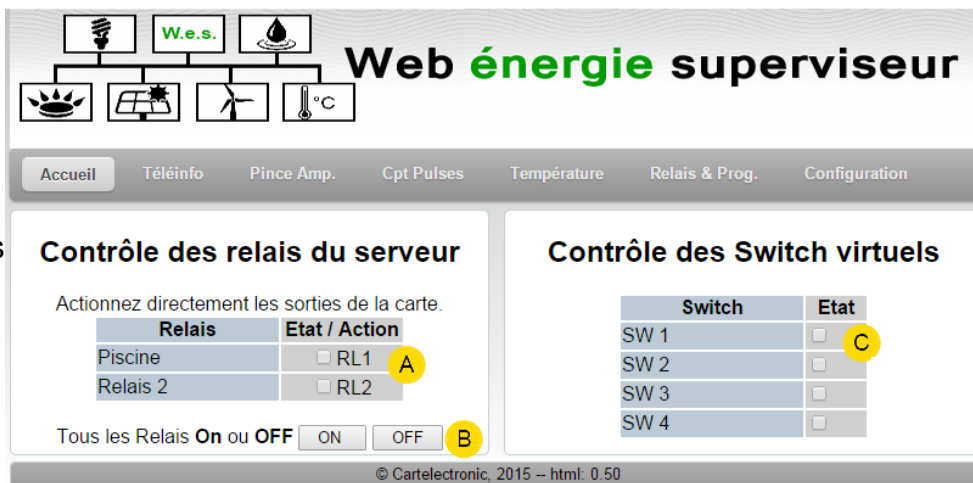 W.e.s.
°C
Web énergie superviseur
Accueil Téléinfo Pince Amp. Cpt Pulses Température Relais & Prog. Configuration
s
Contrôle des relais du serveur
Actionnez directement les sorties de la carte.
Relais Etat / Action
Piscine RL1 A
Relais 2 RL2
Tous les Relais On ou OFF ON OFF B
Contrôle des Switch virtuels
Switch Etat
SW 1 C
SW 2
SW 3
SW 4
© Cartelectronic, 2015 -- html: 0.50